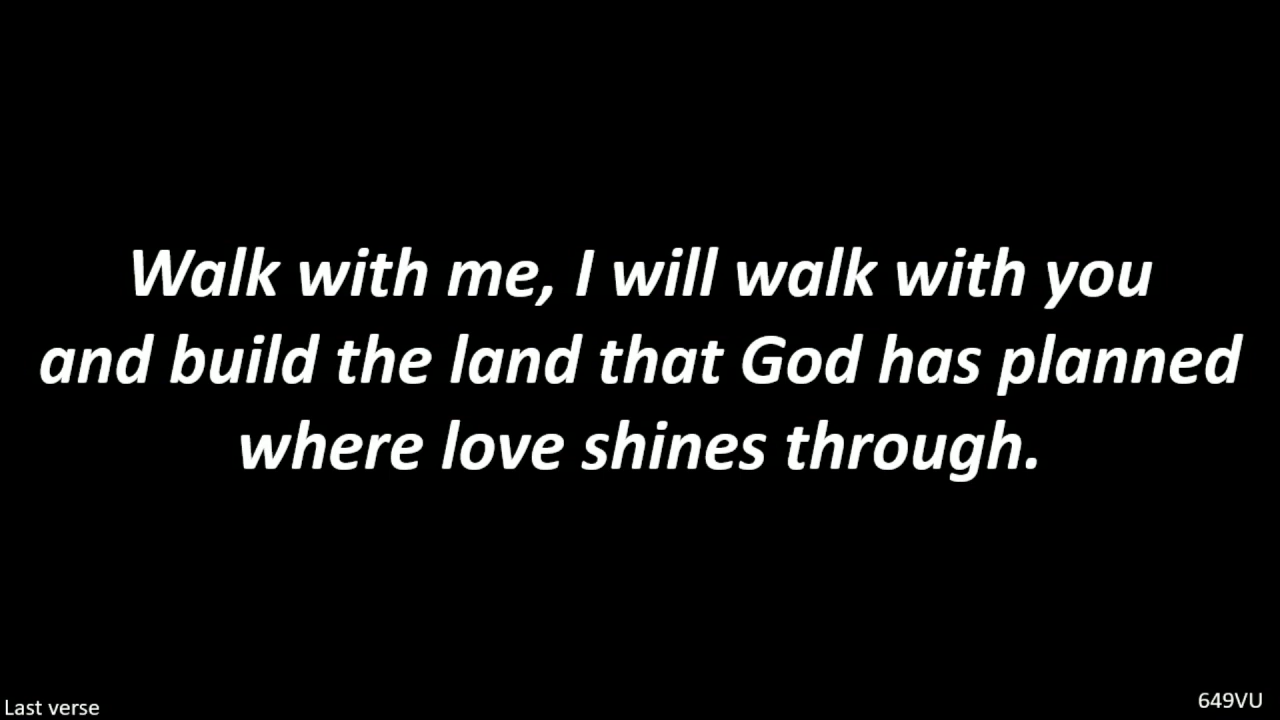 Walk with me, I will walk with you
and build the land that God has planned
where love shines through.
Last verse
649VU